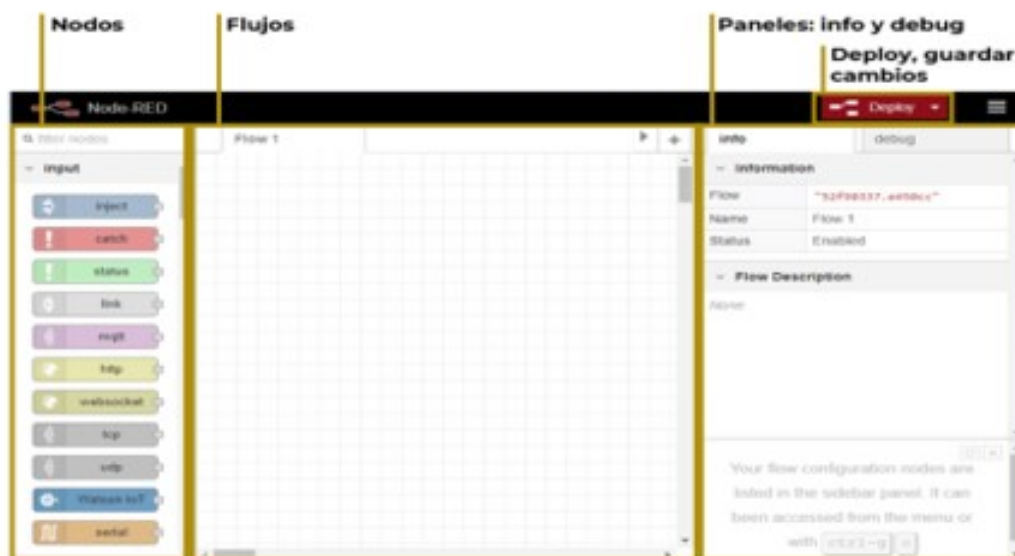 Nodos
Flujos
Paneles: info y debug
Deploy, guardar
cambios
Node-RED
Deploy
filter nodes
Flow 1
info
debug
input
Information
inject
Flow
catch
Name
Flow 1
status
Status
Enabled
link
Flow Description
mqtt
None
http
websocket
tcp
udp
Watson IoT
serial
Your flow configuration nodes are
listed in the sidebar panel. It can
been accessed from the menu or
with ctrl-g